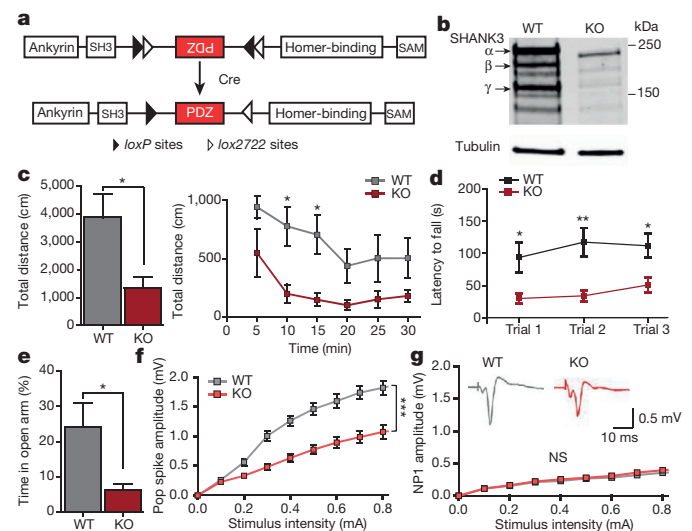 a
Ankyrin SH3 PDZ Homer-binding SAM
Cre
Ankyrin SH3 PDZ Homer-binding SAM
loxP sites lox2722 sites
b
WT KO kDa
SHANK3
α
β
γ
250
150
Tubulin
c
5,000
4,000
3,000
2,000
1,000
0
Total distance (cm)
*
WT KO
1,000
500
0
Total distance (cm)
* *
WT
KO
0 5 10 15 20 25 30
Time (min)
d
WT
KO
200
150
100
50
0
Latency to fall (s)
* ** *
Trial 1 Trial 2 Trial 3
e
40
30
20
10
0
Time in open arm (%)
*
WT KO
f
WT
KO
2.0
1.5
1.0
0.5
0.0
Pop spike amplitude (mV)
***
0.0 0.2 0.4 0.6 0.8
Stimulus intensity (mA)
g
2.0
1.5
1.0
0.5
0.0
NP1 amplitude (mV)
WT KO
0.5 mV
10 ms
NS
0.0 0.2 0.4 0.6 0.8
Stimulus intensity (mA)